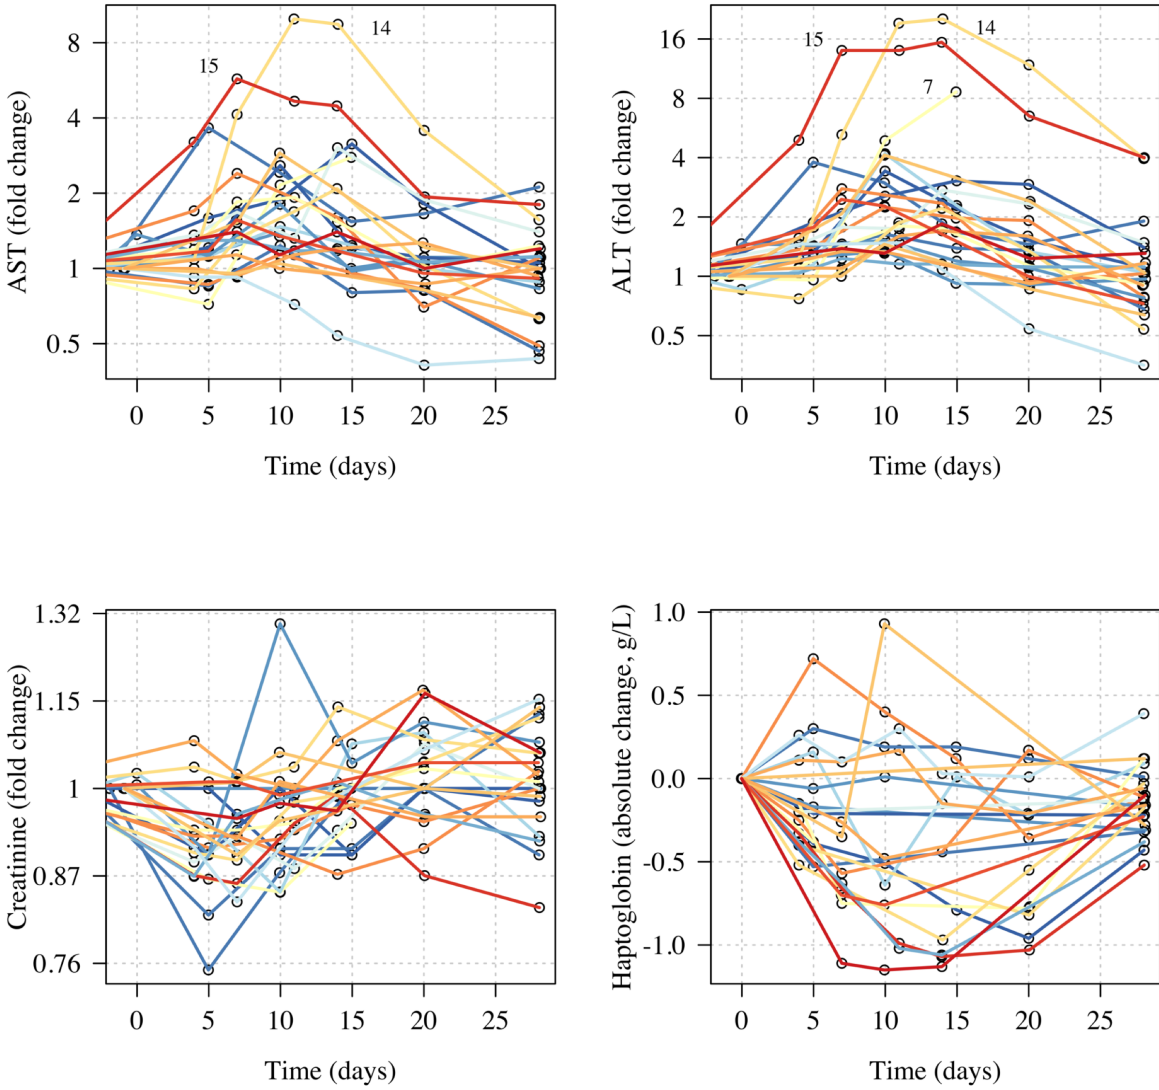 AST (fold change)
8
4
2
1
0.5
15
14
0 5 10 15 20 25
Time (days)
ALT (fold change)
16
8
4
2
1
0.5
15
14
7
0 5 10 15 20 25
Time (days)
Creatinine (fold change)
1.32
1.15
1
0.87
0.76
0 5 10 15 20 25
Time (days)
Haptoglobin (absolute change, g/L)
1.0
0.5
0.0
-0.5
-1.0
0 5 10 15 20 25
Time (days)